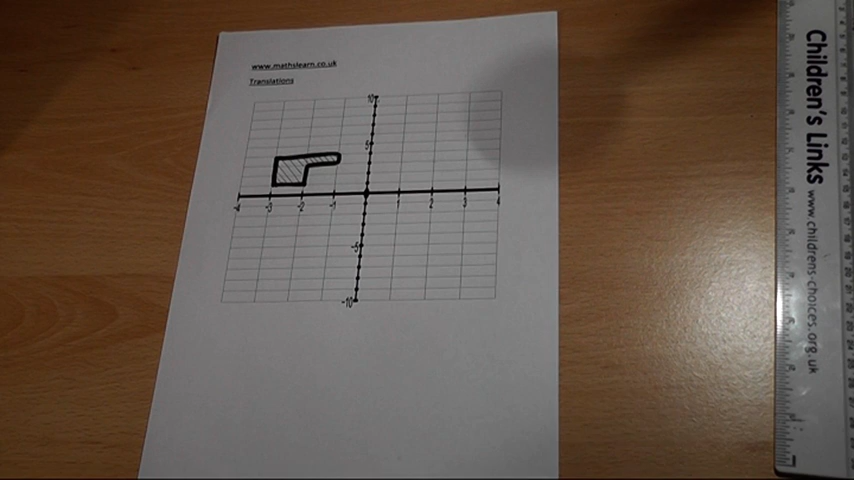 www.mathslearn.co.uk
Translations
10
5
-4 -3 -2 -1 1 2 3 4
-5
-10
Children's Links www.childrens-choices.org.uk